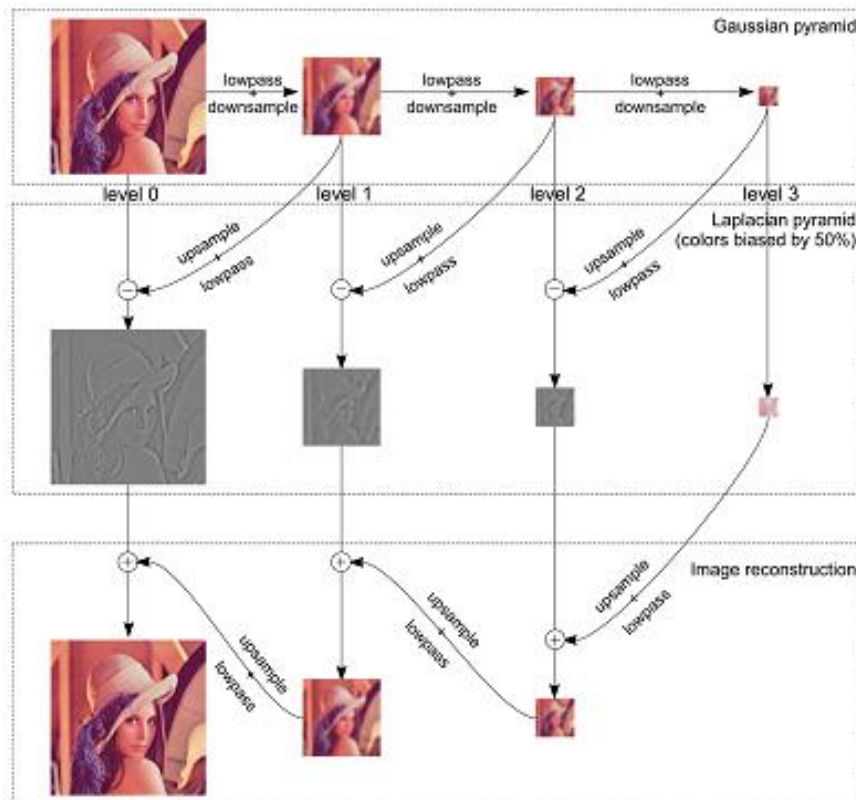 Gaussian pyramid
lowpass
+
downsample
lowpass
+
downsample
lowpass
+
downsample
level 0
level 1
level 2
level 3
Laplacian pyramid
(colors biased by 50%)
upsample
+
lowpass
upsample
+
lowpass
upsample
+
lowpass
−
−
−
Image reconstruction
+
+
+
upsample
+
lowpass
upsample
+
lowpass
upsample
+
lowpass